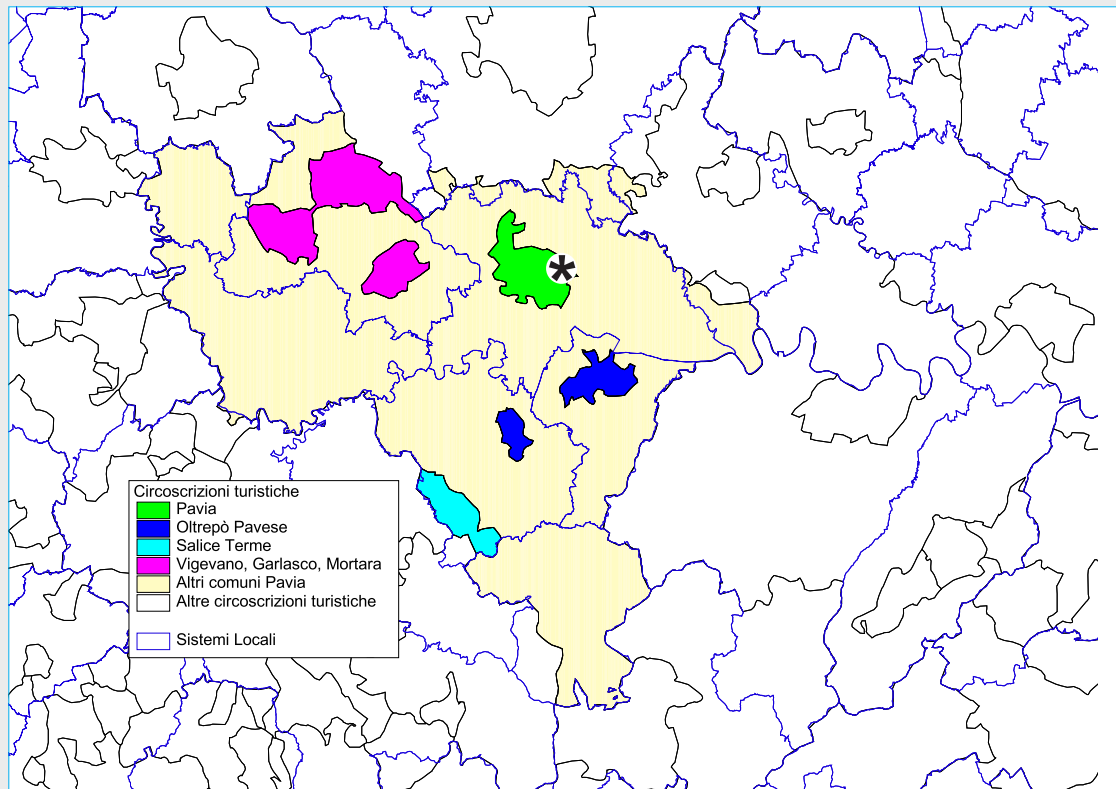 Circoscrizioni turistiche
Pavia
Oltrepò Pavese
Salice Terme
Vigevano, Garlasco, Mortara
Altri comuni Pavia
Altre circoscrizioni turistiche
Sistemi Locali
*